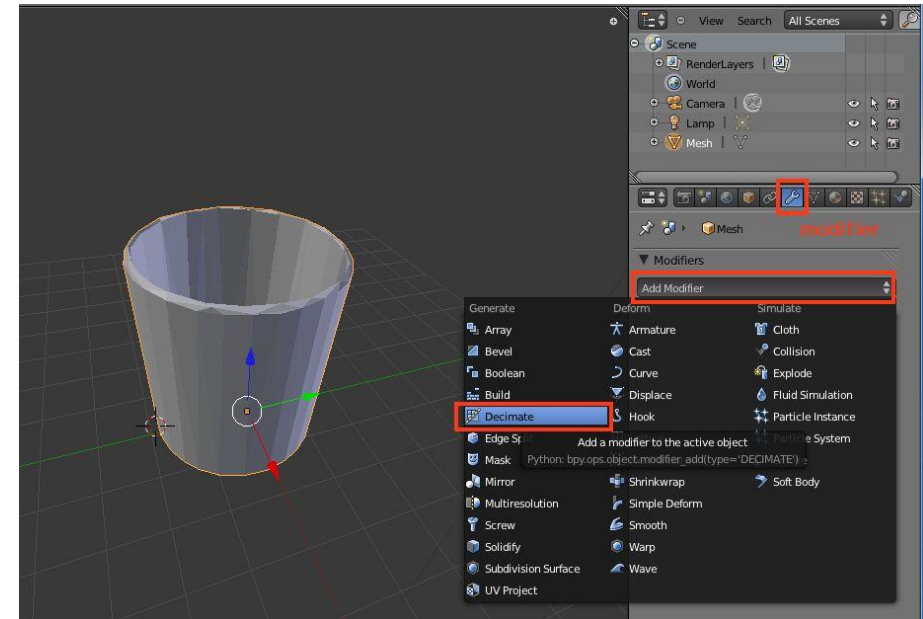 View Search All Scenes
Scene
RenderLayers
World
Camera
Lamp
Mesh
Mesh
modifier
Modifiers
Add Modifier
Generate Deform Simulate
Array Armature Cloth
Bevel Cast Collision
Boolean Curve Explode
Build Displace Fluid Simulation
Decimate Hook Particle Instance
Edge Add a modifier to the active object System
Mask Python: bpy.ops.object.modifier_add(type='DECIMATE')
Mirror Shrinkwrap Soft Body
Multiresolution Simple Deform
Screw Smooth
Solidify Warp
Subdivision Surface Wave
UV Project